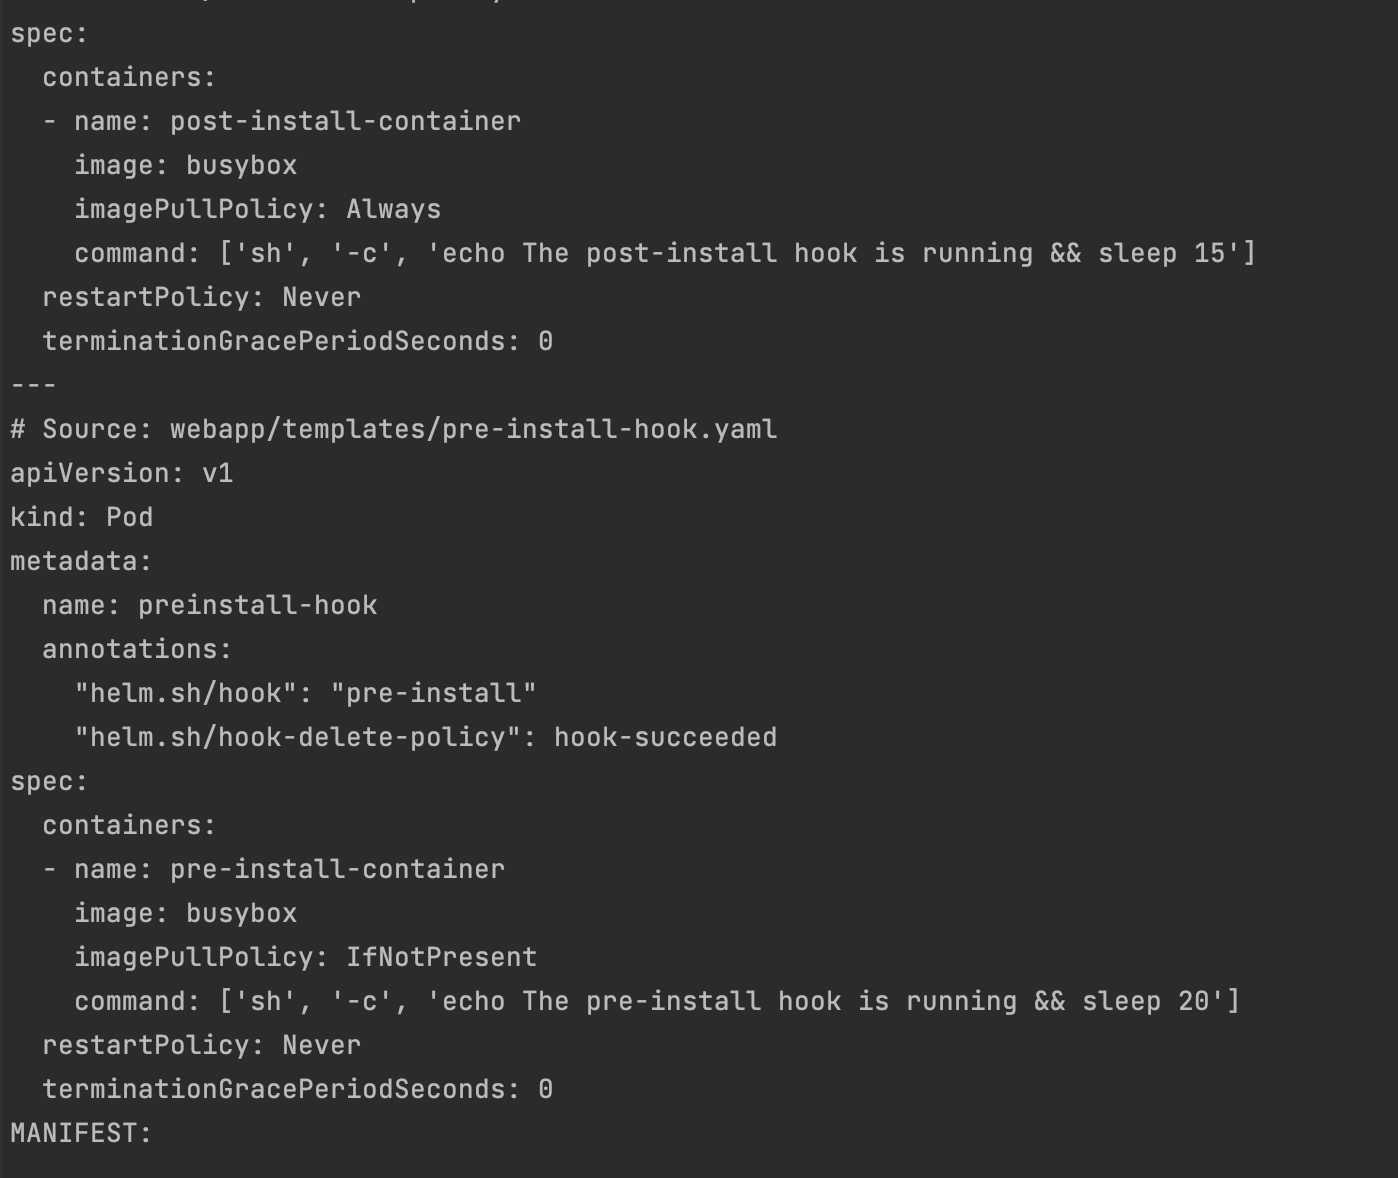 spec:
  containers:
  - name: post-install-container
    image: busybox
    imagePullPolicy: Always
    command: ['sh', '-c', 'echo The post-install hook is running && sleep 15']
  restartPolicy: Never
  terminationGracePeriodSeconds: 0
---
# Source: webapp/templates/pre-install-hook.yaml
apiVersion: v1
kind: Pod
metadata:
  name: preinstall-hook
  annotations:
    "helm.sh/hook": "pre-install"
    "helm.sh/hook-delete-policy": hook-succeeded
spec:
  containers:
  - name: pre-install-container
    image: busybox
    imagePullPolicy: IfNotPresent
    command: ['sh', '-c', 'echo The pre-install hook is running && sleep 20']
  restartPolicy: Never
  terminationGracePeriodSeconds: 0
MANIFEST: